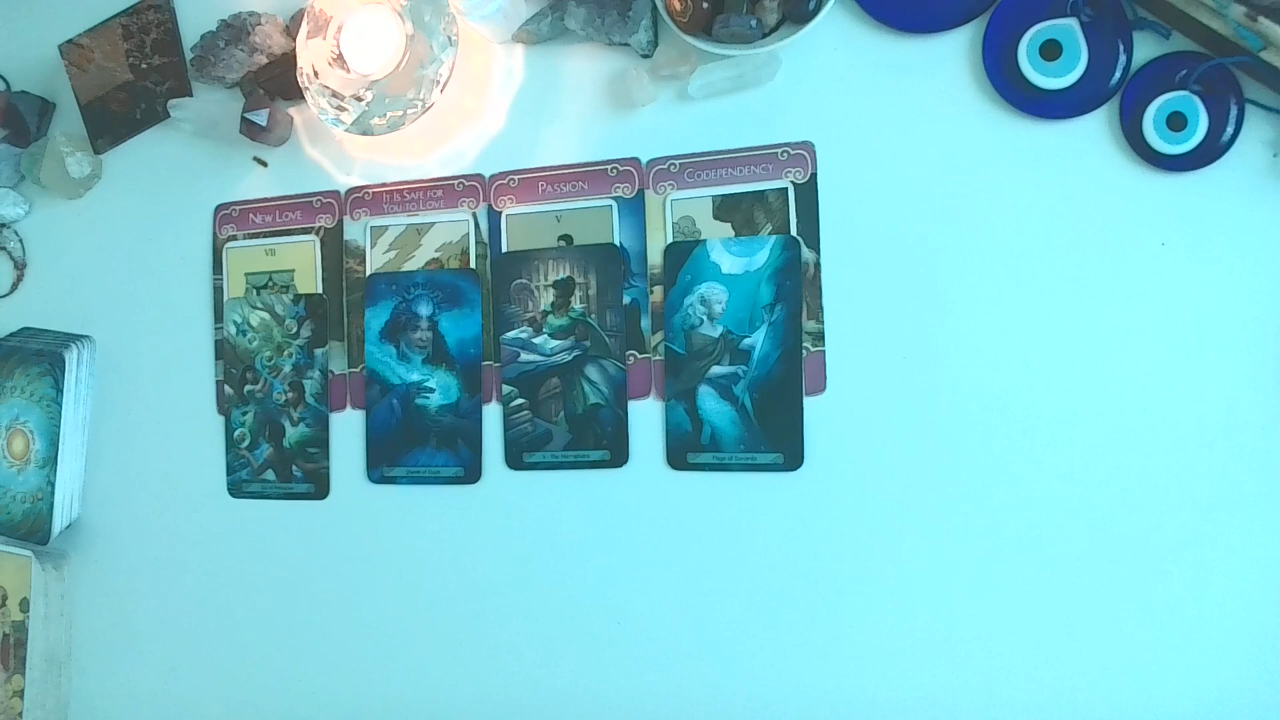 New Love
It Is Safe for
You to Love
Passion
Codependency
VII
V
V
V - The Hierophant
Page of Swords